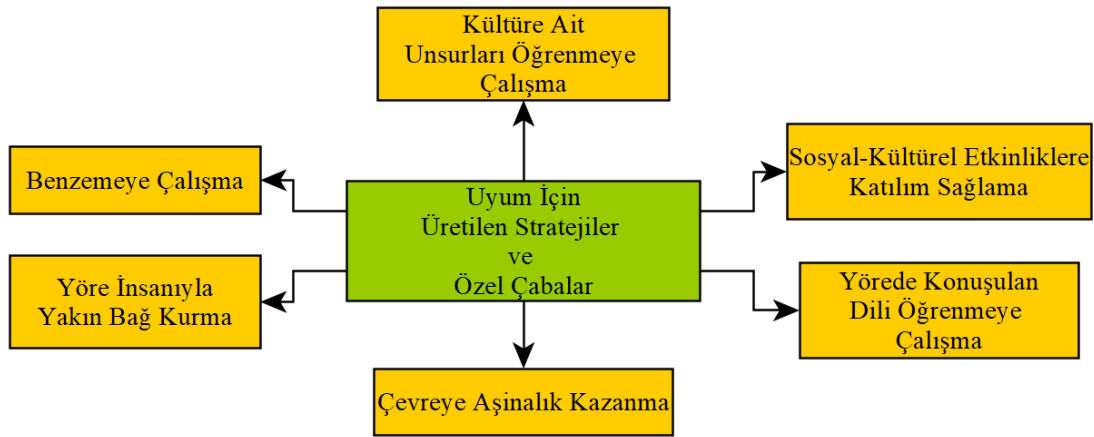 Kültüre Ait
Unsurları Öğrenmeye
Çalışma
Sosyal-Kültürel Etkinliklere
Katılım Sağlama
Benzemeye Çalışma
Uyum İçin
Üretilen Stratejiler
ve
Özel Çabalar
Yöre İnsanıyla
Yakın Bağ Kurma
Yörede Konuşulan
Dili Öğrenmeye
Çalışma
Çevreye Aşinalık Kazanma